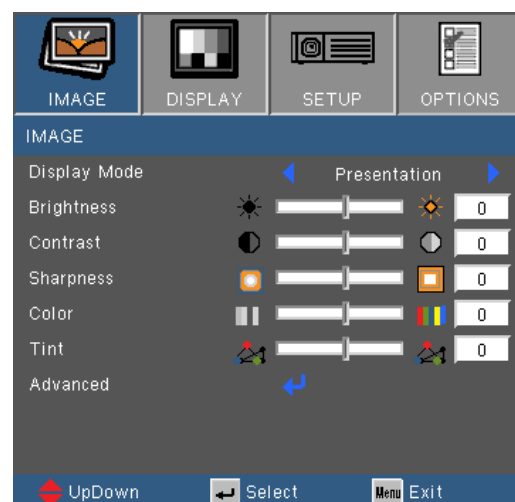 IMAGE DISPLAY SETUP OPTIONS
IMAGE
Display Mode Presentation
Brightness 0
Contrast 0
Sharpness 0
Color 0
Tint 0
Advanced
UpDown Select Menu Exit